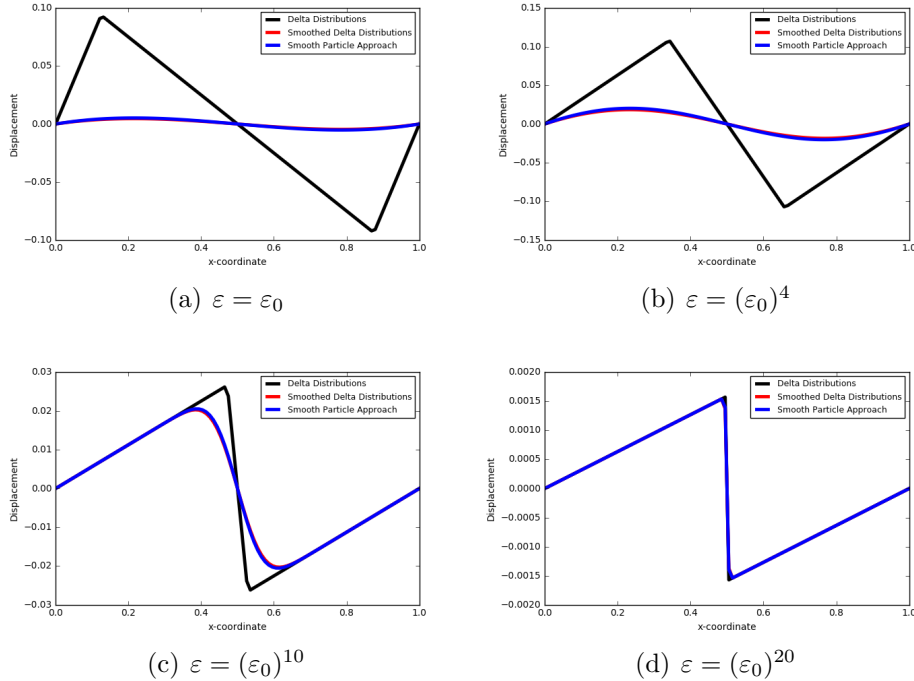 0.10
0.05
0.00
−0.05
−0.10
Displacement
0.0 0.2 0.4 0.6 0.8 1.0
x-coordinate
Delta Distributions
Smoothed Delta Distributions
Smooth Particle Approach
(a) ε = ε₀
0.15
0.10
0.05
0.00
−0.05
−0.10
−0.15
Displacement
0.0 0.2 0.4 0.6 0.8 1.0
x-coordinate
Delta Distributions
Smoothed Delta Distributions
Smooth Particle Approach
(b) ε = (ε₀)⁴
0.03
0.02
0.01
0.00
−0.01
−0.02
−0.03
Displacement
0.0 0.2 0.4 0.6 0.8 1.0
x-coordinate
Delta Distributions
Smoothed Delta Distributions
Smooth Particle Approach
(c) ε = (ε₀)¹⁰
0.0020
0.0015
0.0010
0.0005
0.0000
−0.0005
−0.0010
−0.0015
−0.0020
Displacement
0.0 0.2 0.4 0.6 0.8 1.0
x-coordinate
Delta Distributions
Smoothed Delta Distributions
Smooth Particle Approach
(d) ε = (ε₀)²⁰